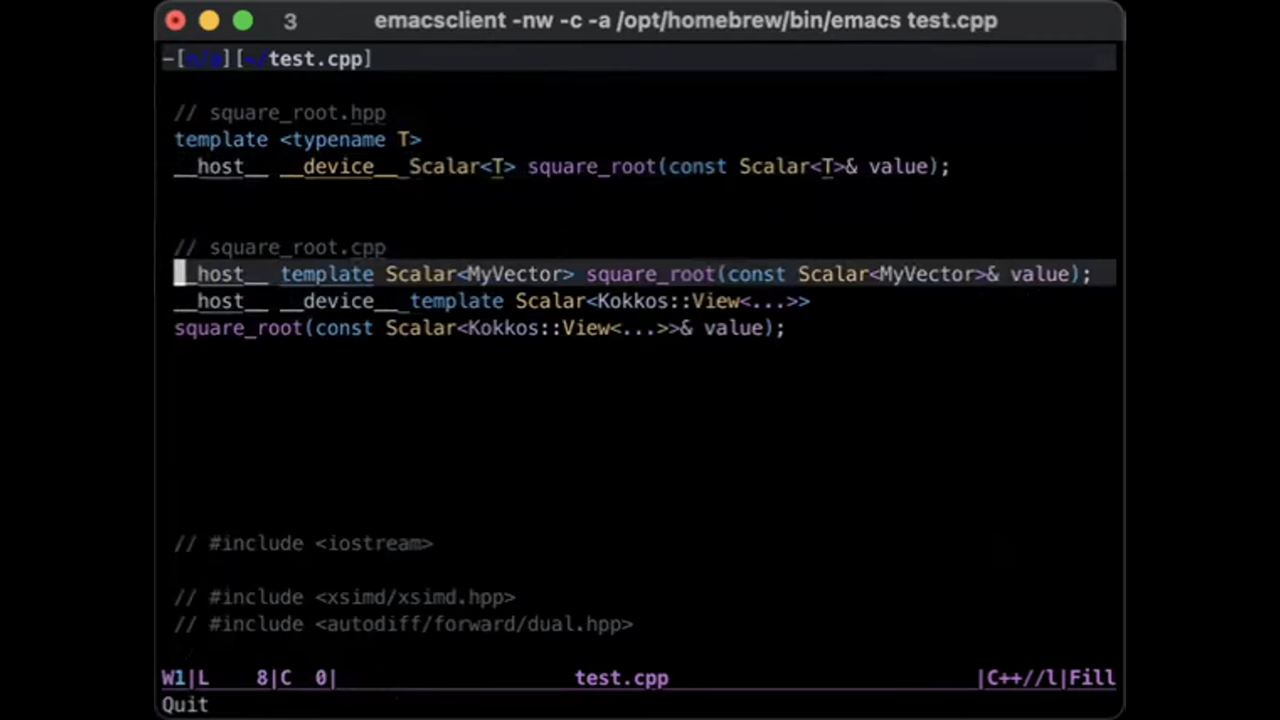 3 emacsclient -nw -c -a /opt/homebrew/bin/emacs test.cpp
-[n/a][~/test.cpp]
// square_root.hpp
template <typename T>
__host__ __device__ Scalar<T> square_root(const Scalar<T>& value);
// square_root.cpp
__host__ template Scalar<MyVector> square_root(const Scalar<MyVector>& value);
__host__ __device__ template Scalar<Kokkos::View<...>>
square_root(const Scalar<Kokkos::View<...>>& value);
// #include <iostream>
// #include <xsimd/xsimd.hpp>
// #include <autodiff/forward/dual.hpp>
W1|L 8|C 0| test.cpp |C++//l|Fill
Quit